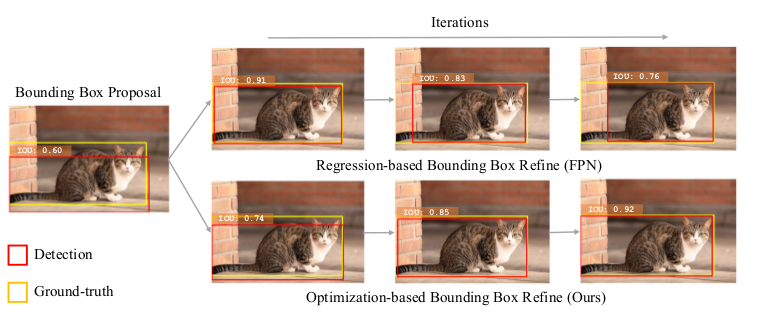 Iterations
Bounding Box Proposal
IOU: 0.60
IOU: 0.91
IOU: 0.83
IOU: 0.76
Regression-based Bounding Box Refine (FPN)
IOU: 0.74
IOU: 0.85
IOU: 0.92
Optimization-based Bounding Box Refine (Ours)
Detection
Ground-truth